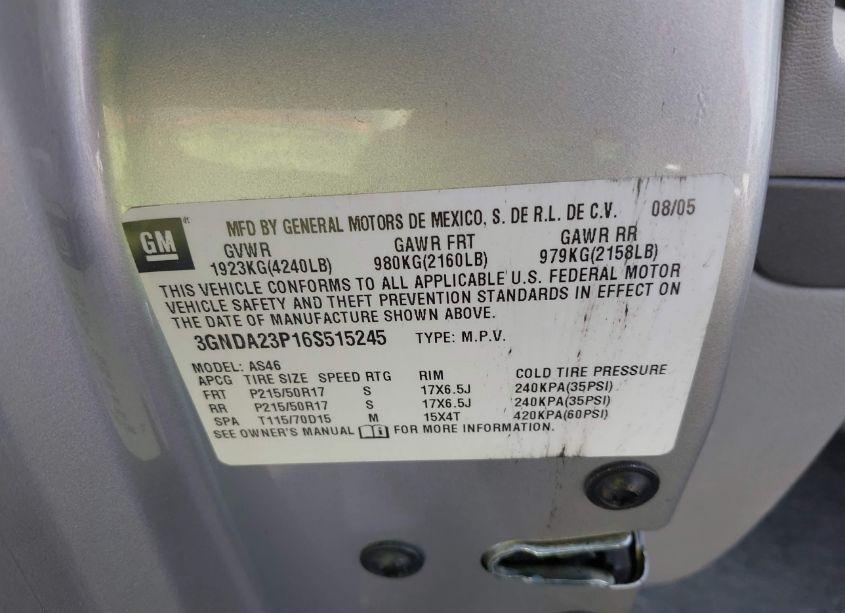 GM
MFD BY GENERAL MOTORS DE MEXICO, S. DE R.L. DE C.V. 08/05
GVWR GAWR FRT GAWR RR
1923KG(4240LB) 980KG(2160LB) 979KG(2158LB)
THIS VEHICLE CONFORMS TO ALL APPLICABLE U.S. FEDERAL MOTOR
VEHICLE SAFETY AND THEFT PREVENTION STANDARDS IN EFFECT ON
THE DATE OF MANUFACTURE SHOWN ABOVE.
3GNDA23P16S515245 TYPE: M.P.V.
MODEL: AS46
APCG TIRE SIZE SPEED RTG RIM COLD TIRE PRESSURE
FRT P215/50R17 S 17X6.5J 240KPA(35PSI)
RR P215/50R17 S 17X6.5J 240KPA(35PSI)
SPA T115/70D15 M 15X4T 420KPA(60PSI)
SEE OWNER'S MANUAL FOR MORE INFORMATION.